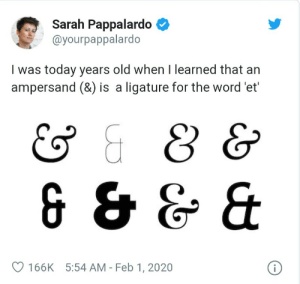 Sarah Pappalardo
@yourpappalardo
I was today years old when I learned that an
ampersand (&) is a ligature for the word 'et'
& & & &
& & & &
166K 5:54 AM - Feb 1, 2020